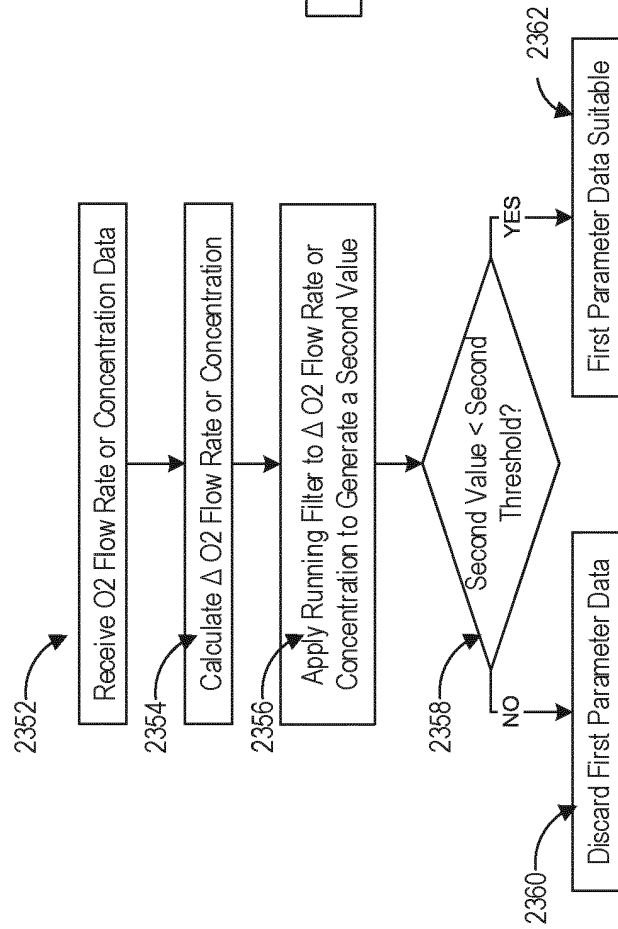 2352
Receive O2 Flow Rate or Concentration Data
2354
Calculate Δ O2 Flow Rate or Concentration
2356
Apply Running Filter to Δ O2 Flow Rate or
Concentration to Generate a Second Value
2358
Second Value < Second
Threshold?
NO
YES
2360
Discard First Parameter Data
2362
First Parameter Data Suitable